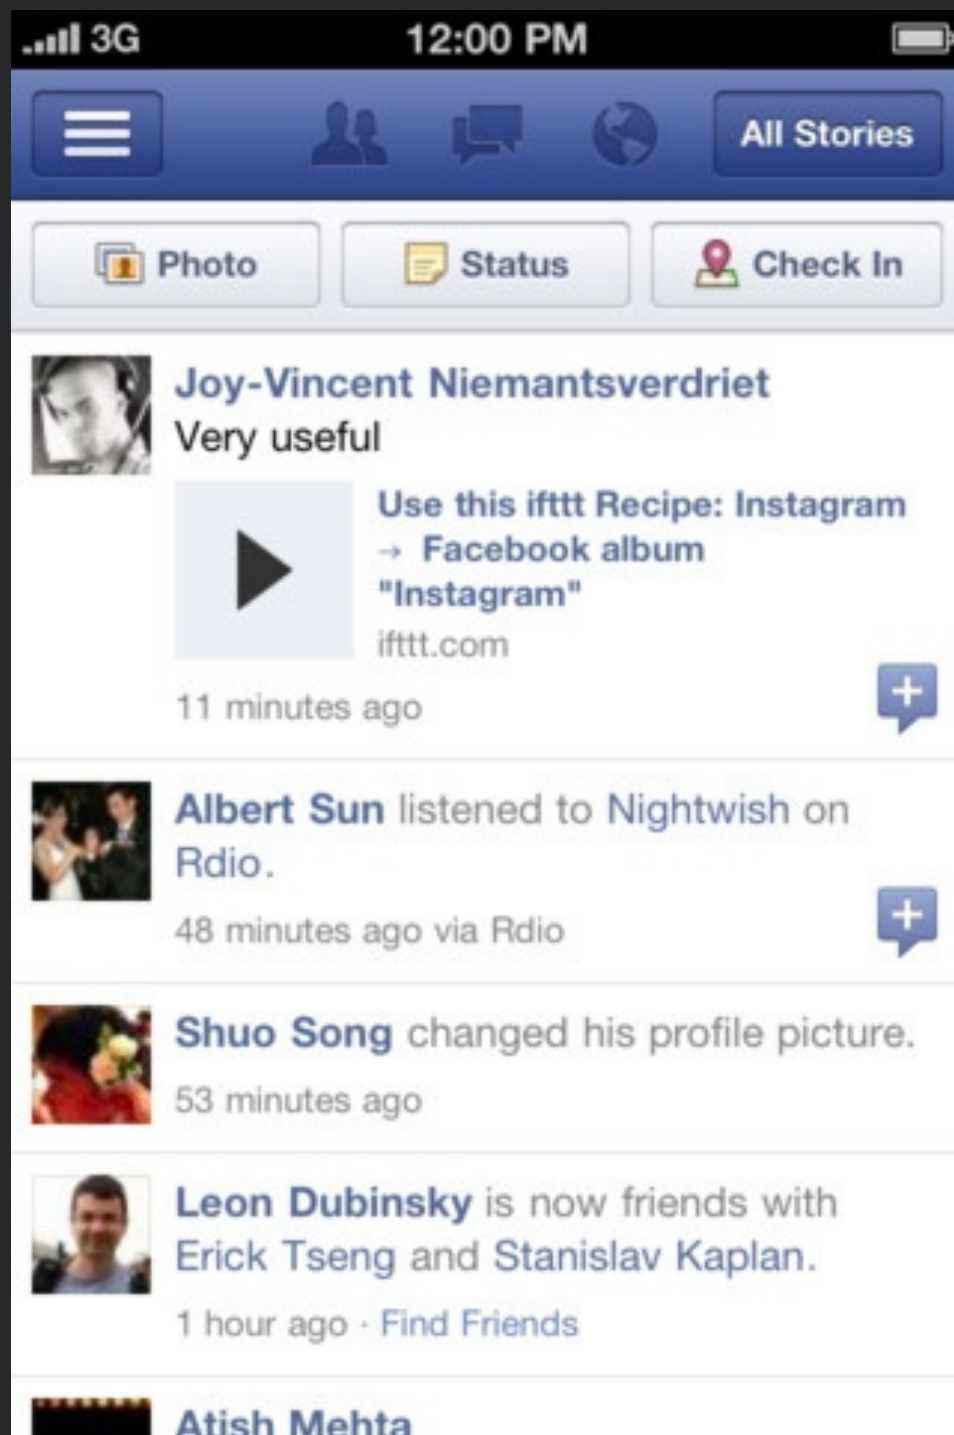 3G 12:00 PM
All Stories
Photo Status Check In
Joy-Vincent Niemantsverdriet
Very useful
Use this ifttt Recipe: Instagram
→ Facebook album
"Instagram"
ifttt.com
11 minutes ago
Albert Sun listened to Nightwish on
Rdio.
48 minutes ago via Rdio
Shuo Song changed his profile picture.
53 minutes ago
Leon Dubinsky is now friends with
Erick Tseng and Stanislav Kaplan.
1 hour ago · Find Friends
Atish Mehta